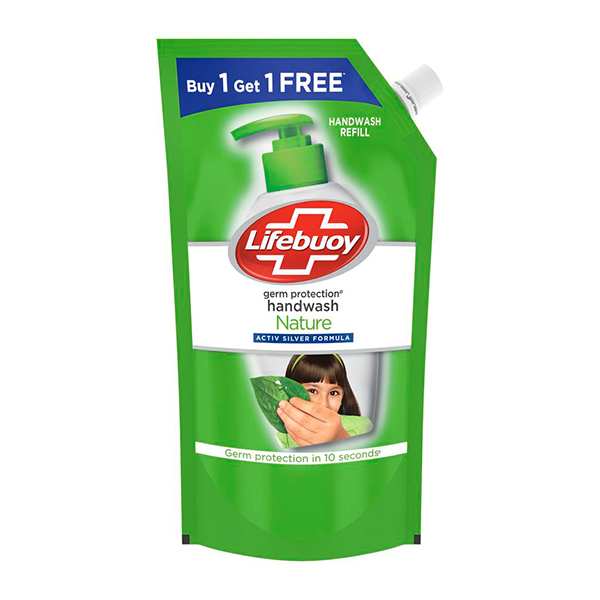 Buy 1 Get 1 FREE*
HANDWASH
REFILL
Lifebuoy
germ protection®
handwash
Nature
ACTIV SILVER FORMULA
Germ protection in 10 seconds